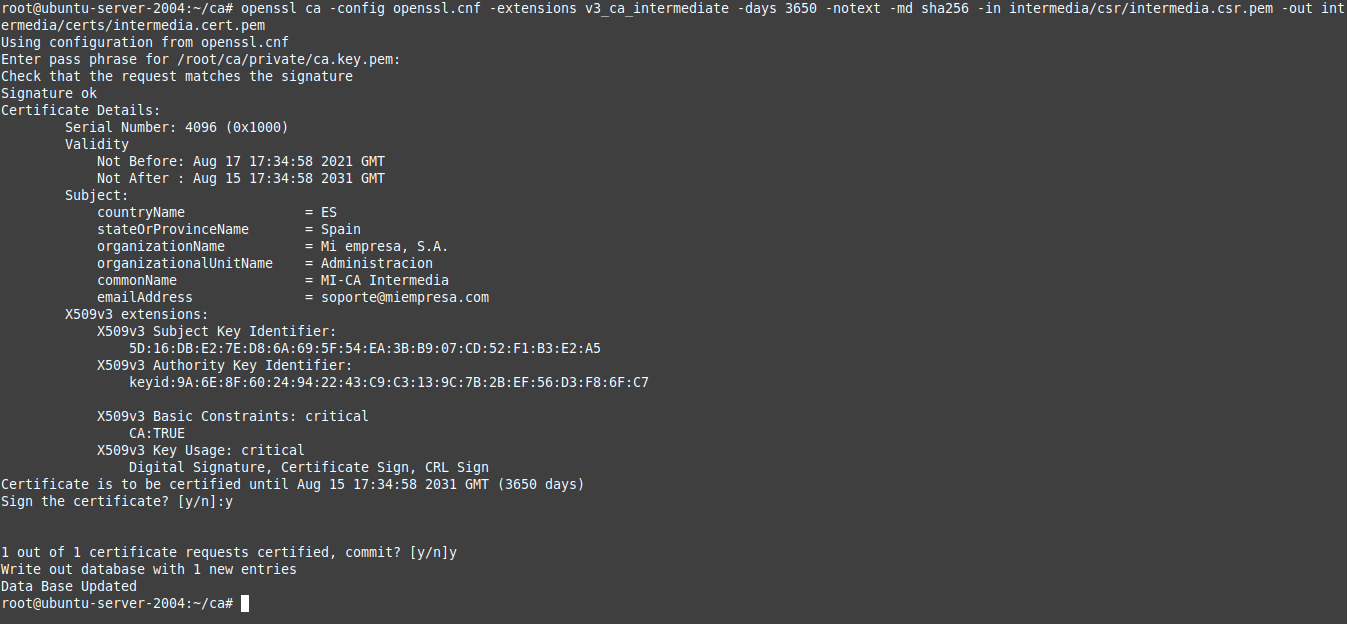 root@ubuntu-server-2004:~/ca# openssl ca -config openssl.cnf -extensions v3_ca_intermediate -days 3650 -notext -md sha256 -in intermedia/csr/intermedia.csr.pem -out int
ermedia/certs/intermedia.cert.pem
Using configuration from openssl.cnf
Enter pass phrase for /root/ca/private/ca.key.pem:
Check that the request matches the signature
Signature ok
Certificate Details:
        Serial Number: 4096 (0x1000)
        Validity
            Not Before: Aug 17 17:34:58 2021 GMT
            Not After : Aug 15 17:34:58 2031 GMT
        Subject:
            countryName               = ES
            stateOrProvinceName       = Spain
            organizationName          = Mi empresa, S.A.
            organizationalUnitName    = Administracion
            commonName                = MI-CA Intermedia
            emailAddress              = soporte@miempresa.com
        X509v3 extensions:
            X509v3 Subject Key Identifier:
                5D:16:DB:E2:7E:D8:6A:69:5F:54:EA:3B:B9:07:CD:52:F1:B3:E2:A5
            X509v3 Authority Key Identifier:
                keyid:9A:6E:8F:60:24:94:22:43:C9:C3:13:9C:7B:2B:EF:56:D3:F8:6F:C7

            X509v3 Basic Constraints: critical
                CA:TRUE
            X509v3 Key Usage: critical
                Digital Signature, Certificate Sign, CRL Sign
Certificate is to be certified until Aug 15 17:34:58 2031 GMT (3650 days)
Sign the certificate? [y/n]:y


1 out of 1 certificate requests certified, commit? [y/n]y
Write out database with 1 new entries
Data Base Updated
root@ubuntu-server-2004:~/ca#